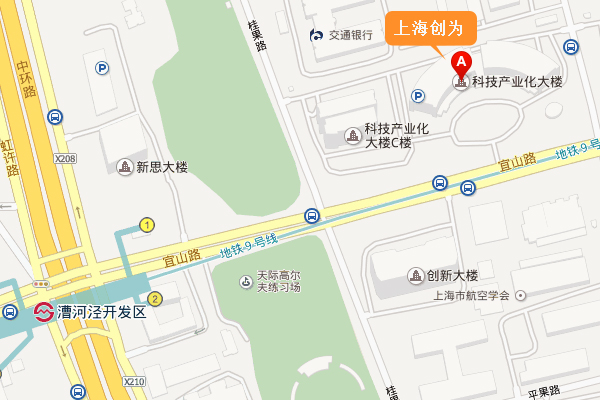 上海创为
桂果路
交通银行
A
P
科技产业化大楼
P
中环路
科技产业化
大楼C楼
虹许路
X208
新思大楼
宜山路
地铁9号
1
宜山路
地铁9号线
天际高尔
夫练习场
创新大楼
上海市航空学会
2
漕河泾开发区
X210
桂
平果路